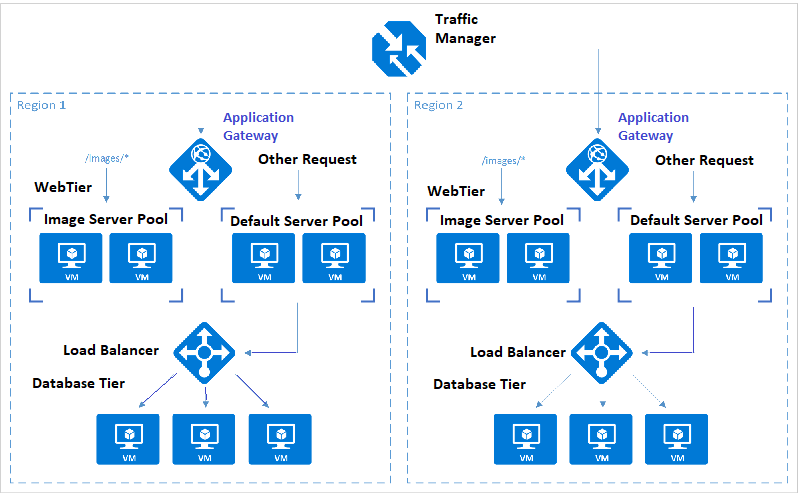 Traffic
Manager
Region 1
Application
Gateway
/images/*
Other Request
WebTier
Image Server Pool
Default Server Pool
VM
VM
VM
VM
Load Balancer
Database Tier
VM
VM
VM
Region 2
Application
Gateway
/images/*
Other Request
WebTier
Image Server Pool
Default Server Pool
VM
VM
VM
VM
Load Balancer
Database Tier
VM
VM
VM